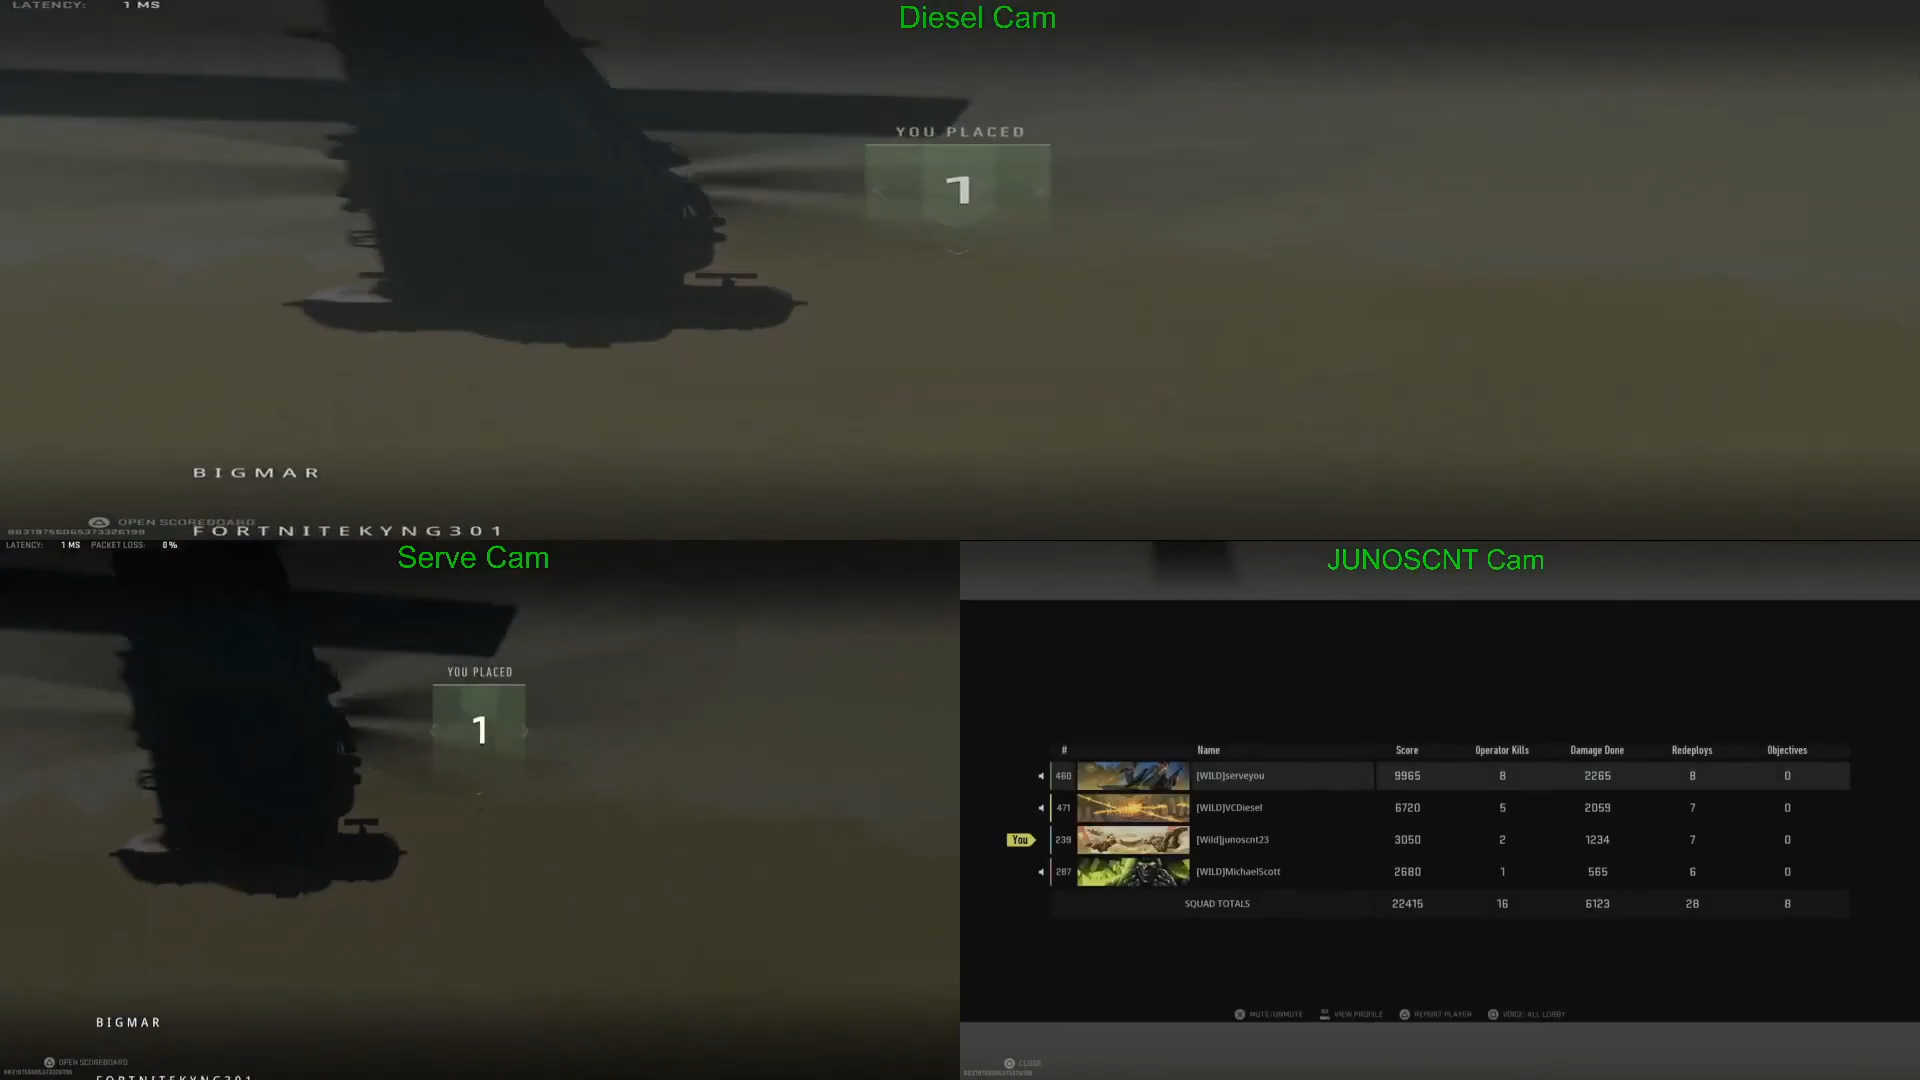 LATENCY: 1 MS
Diesel Cam
YOU PLACED
1
BIGMAR
OPEN SCOREBOARD
FORTNITEKYNG301
LATENCY: 1 MS PACKET LOSS: 0%
Serve Cam
YOU PLACED
1
BIGMAR
OPEN SCOREBOARD
FORTNITEKYNG301
JUNOSCNT Cam
# Name Score Operator Kills Damage Done Redeploys Objectives
460 [WILD]serveyou 9965 8 2265 8 0
471 [WILD]VCDiesel 6720 5 2059 7 0
You 239 [Wild]junoscnt23 3050 2 1234 7 0
287 [WILD]MichaelScott 2680 1 565 6 0
SQUAD TOTALS 22415 16 6123 28 8
MUTE/UNMUTE VIEW PROFILE REPORT PLAYER VOICE: ALL LOBBY
CLOSE